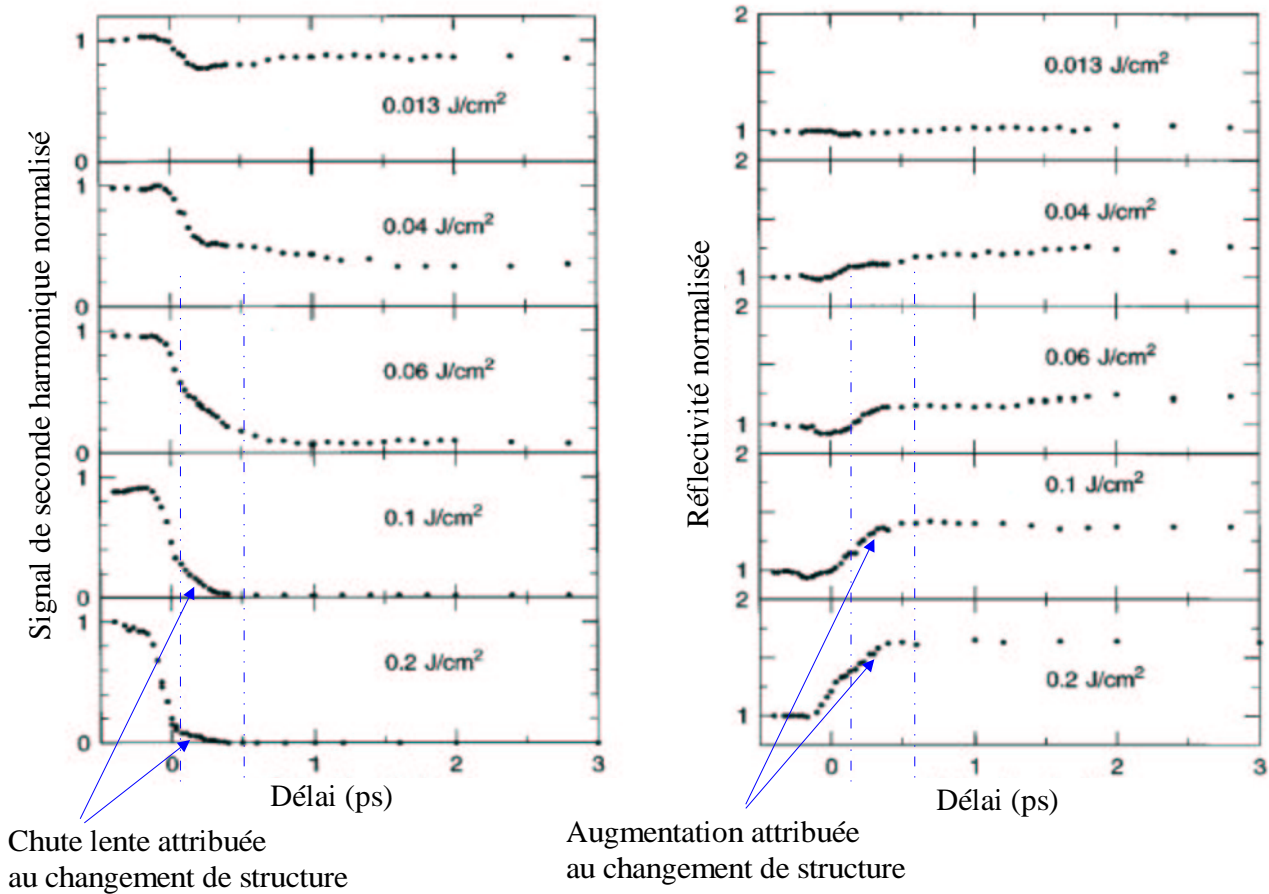 Signal de seconde harmonique normalisé
1
0.013 J/cm²
0
1
0.04 J/cm²
0
1
0.06 J/cm²
0
1
0.1 J/cm²
0
1
0.2 J/cm²
0
0
1
2
3
Délai (ps)
Chute lente attribuée
au changement de structure
Réflectivité normalisée
2
0.013 J/cm²
1
2
0.04 J/cm²
1
2
0.06 J/cm²
1
2
0.1 J/cm²
1
2
0.2 J/cm²
1
0
1
2
3
Délai (ps)
Augmentation attribuée
au changement de structure